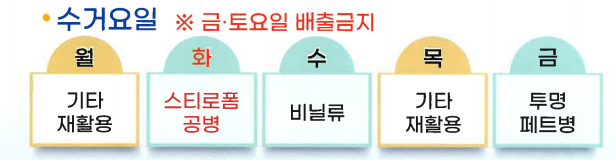 • 수거요일 ※ 금·토요일 배출금지
월 화 수 목 금
기타 스티로폼 비닐류 기타 투명
재활용 공병 재활용 페트병